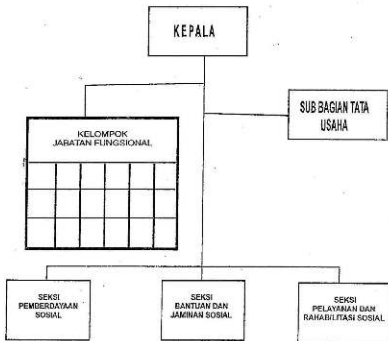 KEPALA
SUB BAGIAN TATA
USAHA
KELOMPOK
JABATAN FUNGSIONAL
SEKSI
PEMBERDAYAAN
SOSIAL
SEKSI
BANTUAN DAN
JAMINAN SOSIAL
SEKSI
PELAYANAN DAN
RAHABILITASI SOSIAL